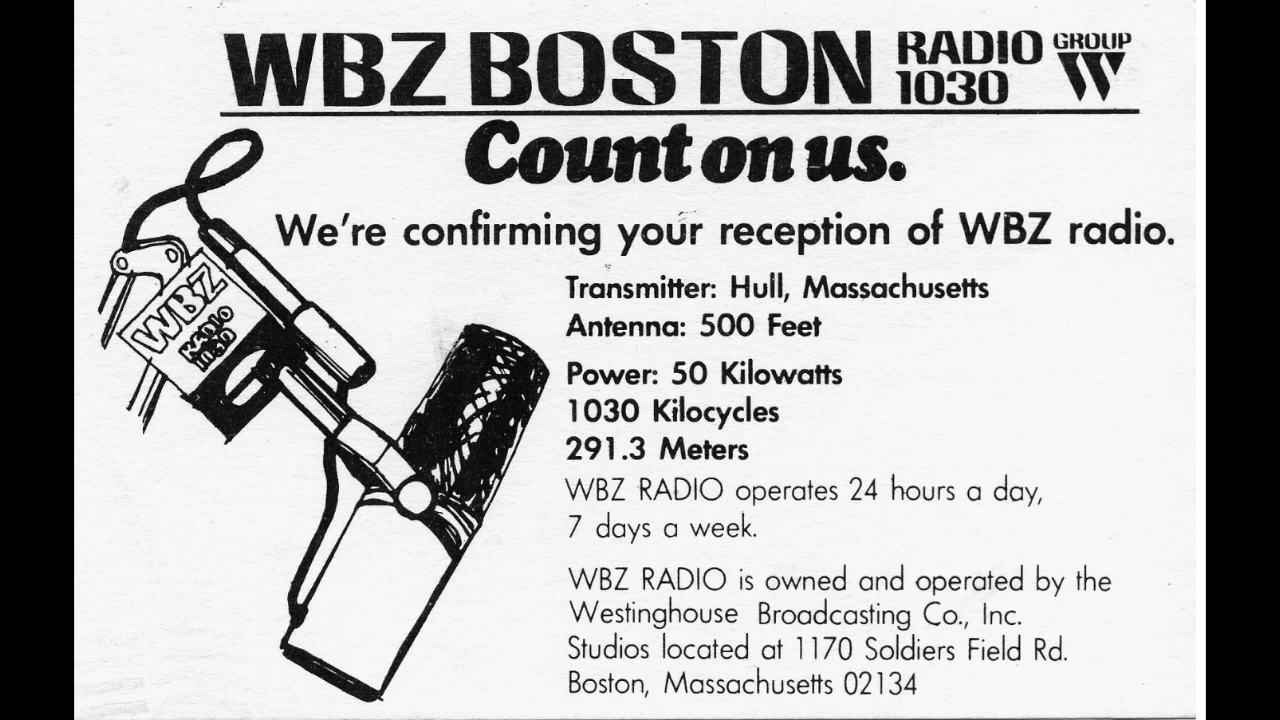 WBZ BOSTON RADIO 1030 GROUP W
Count on us.
We're confirming your reception of WBZ radio.
WBZ
RADIO
1030
Transmitter: Hull, Massachusetts
Antenna: 500 Feet
Power: 50 Kilowatts
1030 Kilocycles
291.3 Meters
WBZ RADIO operates 24 hours a day,
7 days a week.
WBZ RADIO is owned and operated by the
Westinghouse Broadcasting Co., Inc.
Studios located at 1170 Soldiers Field Rd.
Boston, Massachusetts 02134